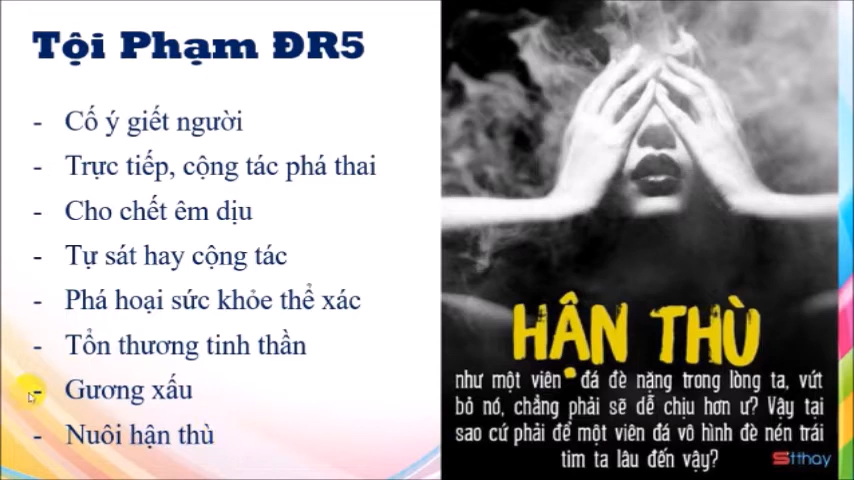 Tội Phạm ĐR5
- Cố ý giết người
- Trực tiếp, cộng tác phá thai
- Cho chết êm dịu
- Tự sát hay cộng tác
- Phá hoại sức khỏe thể xác
- Tổn thương tinh thần
- Gương xấu
- Nuôi hận thù
HẬN THÙ
như một viên đá đè nặng trong lòng ta, vứt
bỏ nó, chẳng phải sẽ dễ chịu hơn ư? Vậy tại
sao cứ phải để một viên đá vô hình đè nén trái
tim ta lâu đến vậy?
Stthay